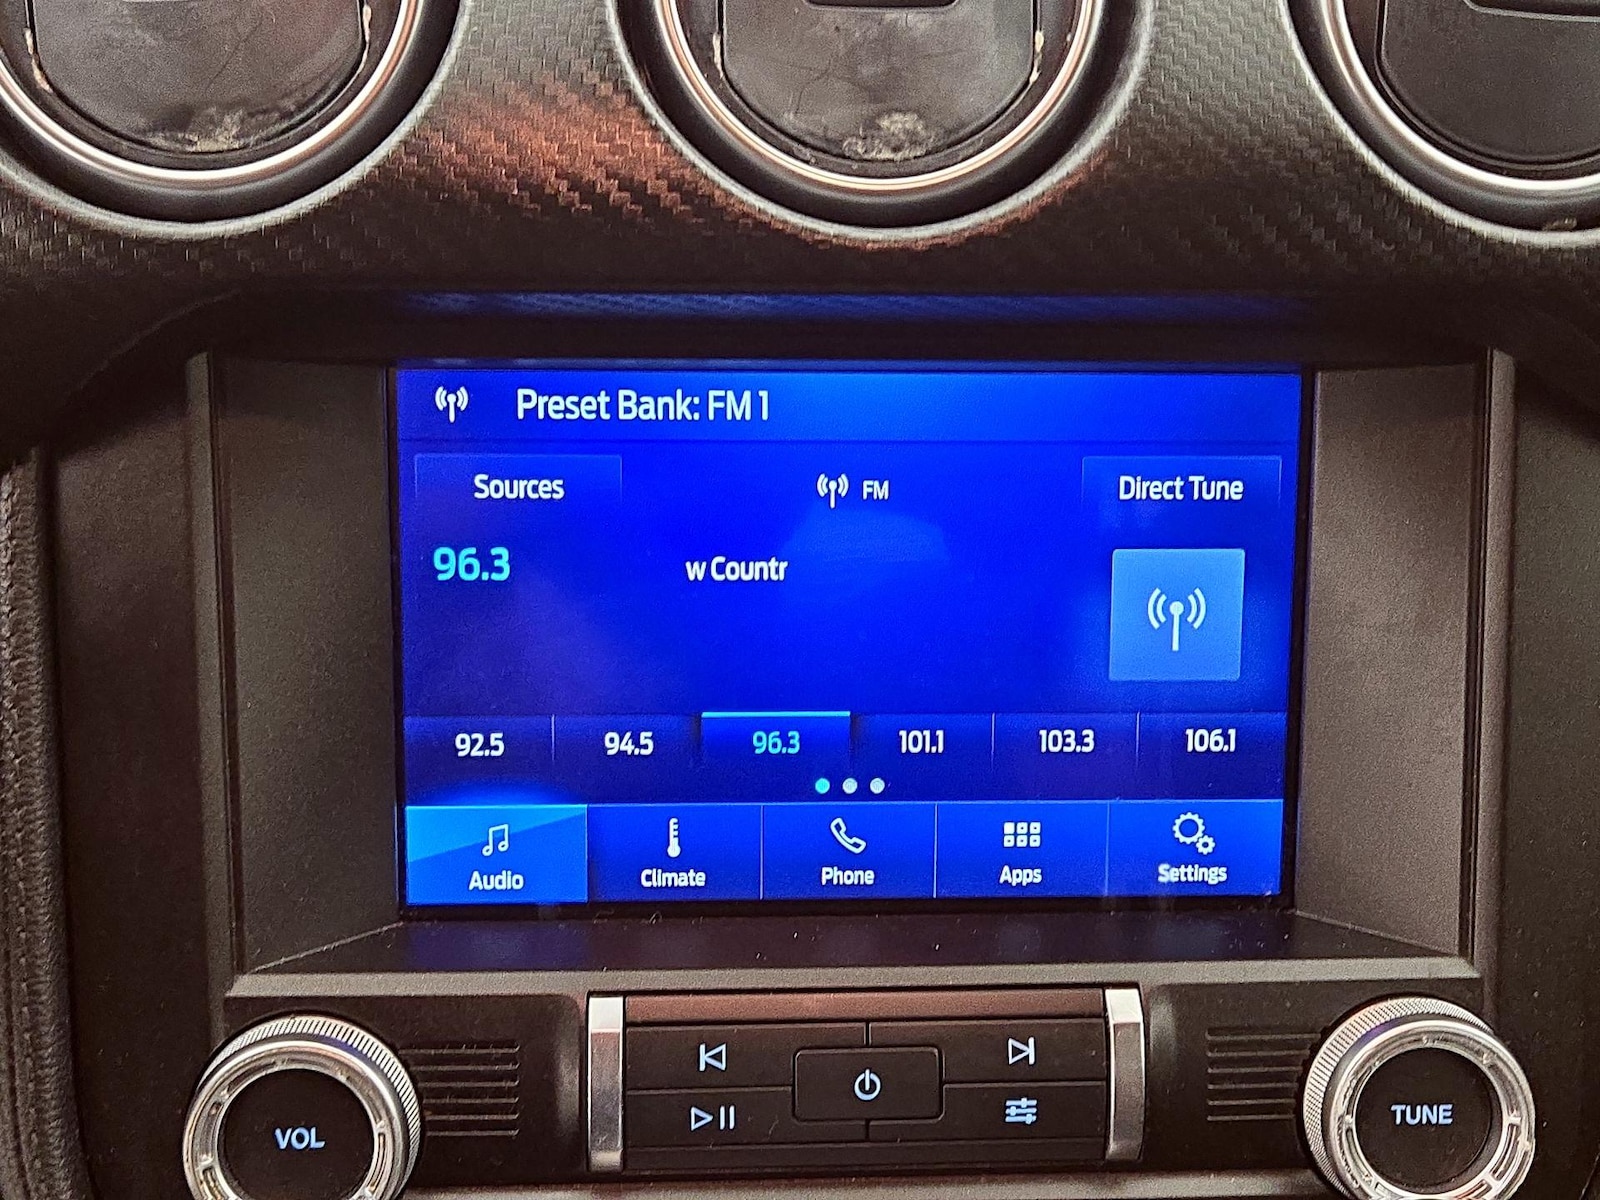 Preset Bank: FM 1
Sources
FM
Direct Tune
96.3
w Countr
92.5
94.5
96.3
101.1
103.3
106.1
Audio
Climate
Phone
Apps
Settings
VOL
TUNE